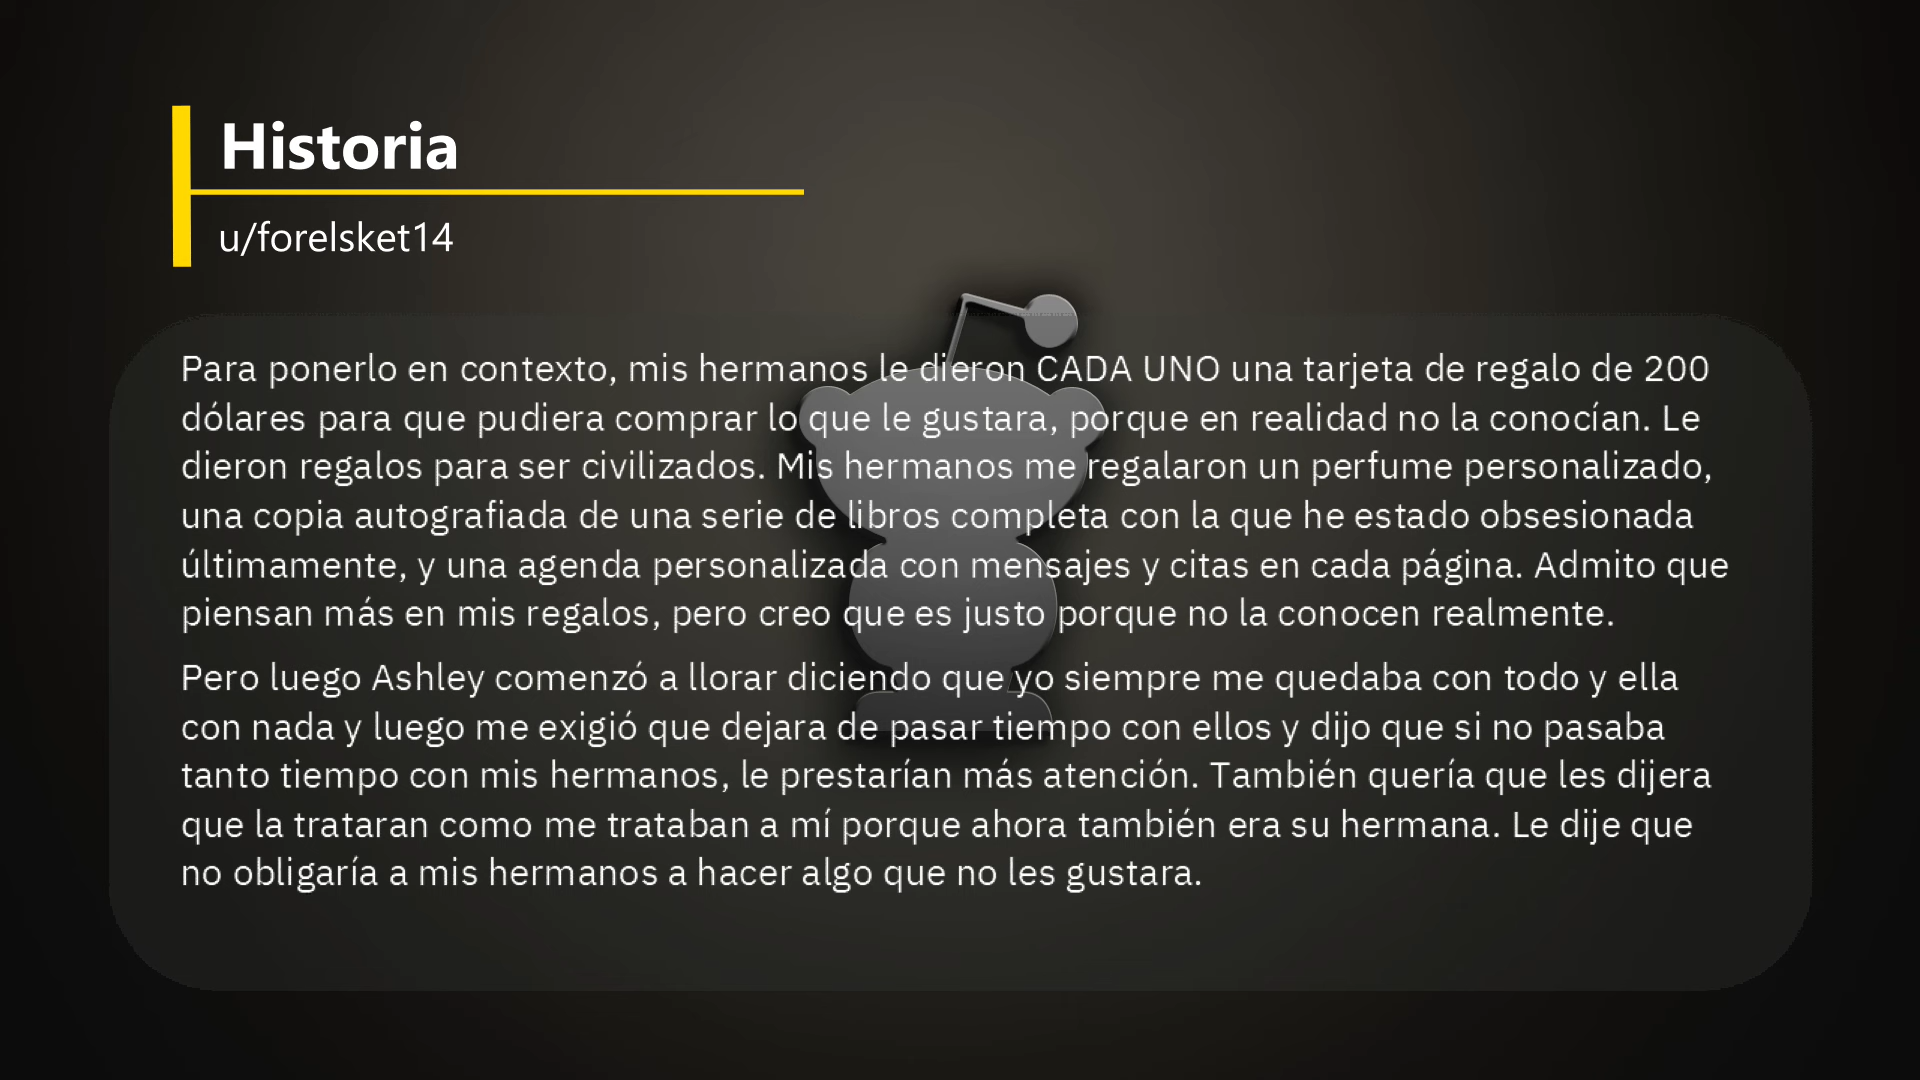 Historia
u/forelsket14
Para ponerlo en contexto, mis hermanos le dieron CADA UNO una tarjeta de regalo de 200
dólares para que pudiera comprar lo que le gustara, porque en realidad no la conocían. Le
dieron regalos para ser civilizados. Mis hermanos me regalaron un perfume personalizado,
una copia autografiada de una serie de libros completa con la que he estado obsesionada
últimamente, y una agenda personalizada con mensajes y citas en cada página. Admito que
piensan más en mis regalos, pero creo que es justo porque no la conocen realmente.
Pero luego Ashley comenzó a llorar diciendo que yo siempre me quedaba con todo y ella
con nada y luego me exigió que dejara de pasar tiempo con ellos y dijo que si no pasaba
tanto tiempo con mis hermanos, le prestarían más atención. También quería que les dijera
que la trataran como me trataban a mí porque ahora también era su hermana. Le dije que
no obligaría a mis hermanos a hacer algo que no les gustara.